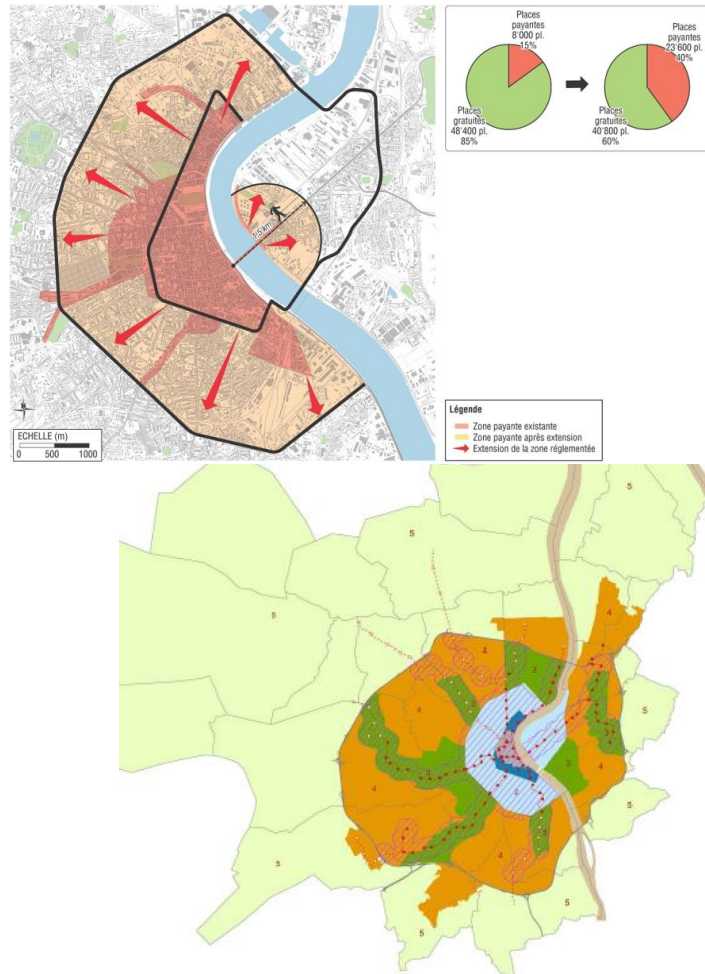 Places
payantes
8'000 pl.
15%
Places
gratuites
48'400 pl.
85%
Places
payantes
23'600 pl.
40%
Places
gratuites
40'800 pl.
60%
1.5 km
ECHELLE (m)
0 500 1000
Légende
Zone payante existante
Zone payante après extension
Extension de la zone réglementée
5
5
5
4
4
3
3
5
4
3
4
3
4
2
5
5
4
3
4
5
5